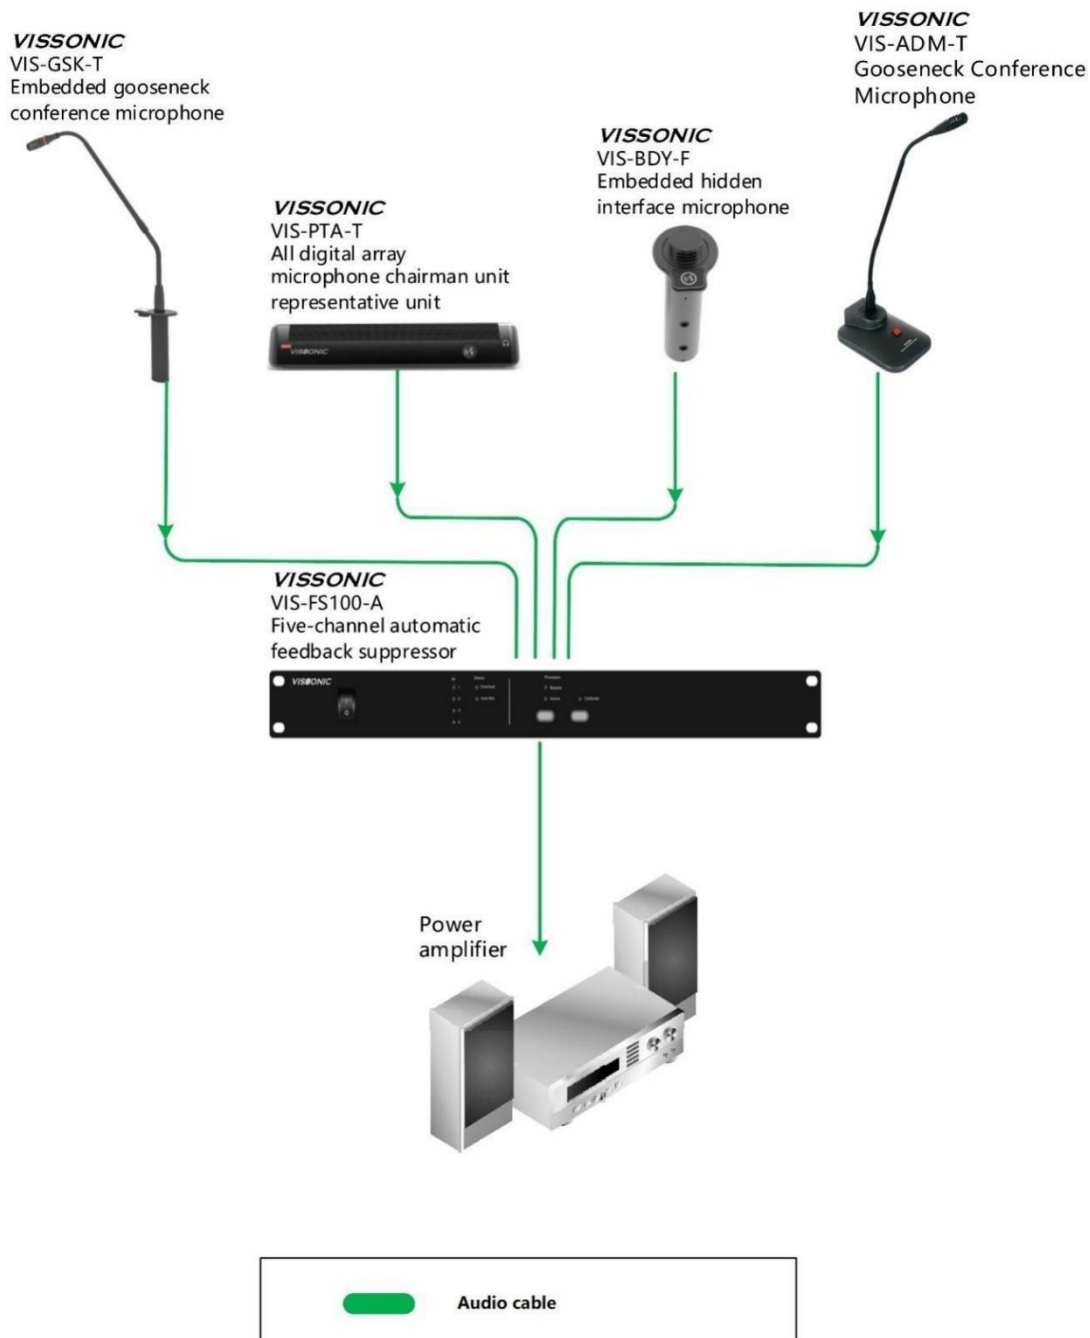 VISSONIC
VIS-GSK-T
Embedded gooseneck
conference microphone
VISSONIC
VIS-PTA-T
All digital array
microphone chairman unit
representative unit
VISSONIC
VISSONIC
VIS-BDY-F
Embedded hidden
interface microphone
VISSONIC
VIS-ADM-T
Gooseneck Conference
Microphone
VISSONIC
VIS-FS100-A
Five-channel automatic
feedback suppressor
VISSONIC
Power
amplifier
Audio cable